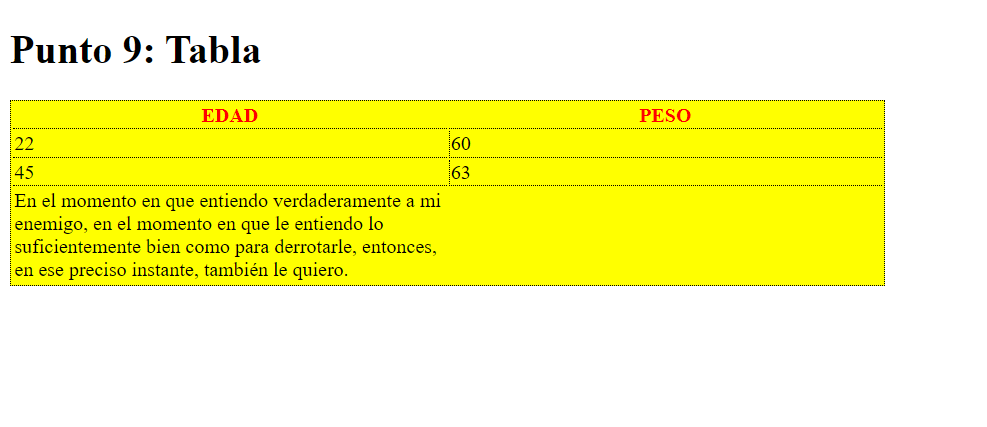 Punto 9: Tabla
EDAD PESO
22 60
45 63
En el momento en que entiendo verdaderamente a mi
enemigo, en el momento en que le entiendo lo
suficientemente bien como para derrotarle, entonces,
en ese preciso instante, también le quiero.